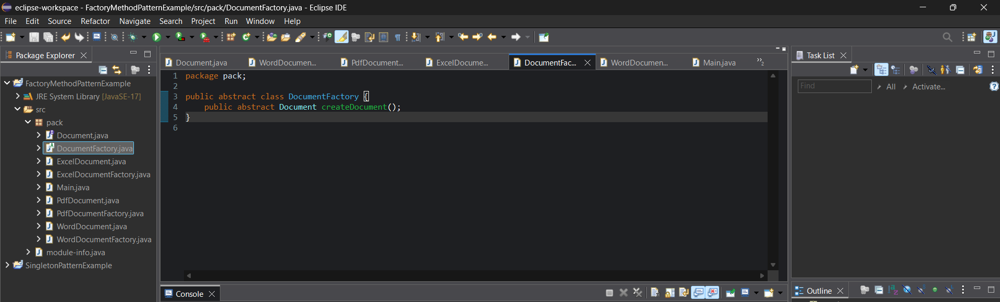 eclipse-workspace - FactoryMethodPatternExample/src/pack/DocumentFactory.java - Eclipse IDE
File Edit Source Refactor Navigate Search Project Run Window Help
Package Explorer
FactoryMethodPatternExample
JRE System Library [JavaSE-17]
src
pack
Document.java
DocumentFactory.java
ExcelDocument.java
ExcelDocumentFactory.java
Main.java
PdfDocument.java
PdfDocumentFactory.java
WordDocument.java
WordDocumentFactory.java
module-info.java
SingletonPatternExample
Document.java WordDocumen... PdfDocument... ExcelDocume... DocumentFac... WordDocumen... Main.java »2
1 package pack;
2
3 public abstract class DocumentFactory {
4 public abstract Document createDocument();
5 }
6
Console
Task List
Find All Activate...
Outline